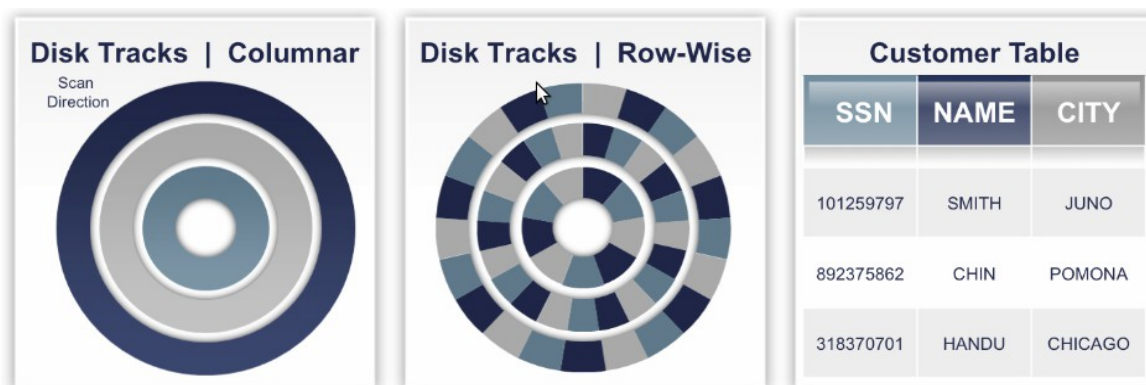 Disk Tracks | Columnar
Scan
Direction
Disk Tracks | Row-Wise
Customer Table
SSN NAME CITY
101259797 SMITH JUNO
892375862 CHIN POMONA
318370701 HANDU CHICAGO